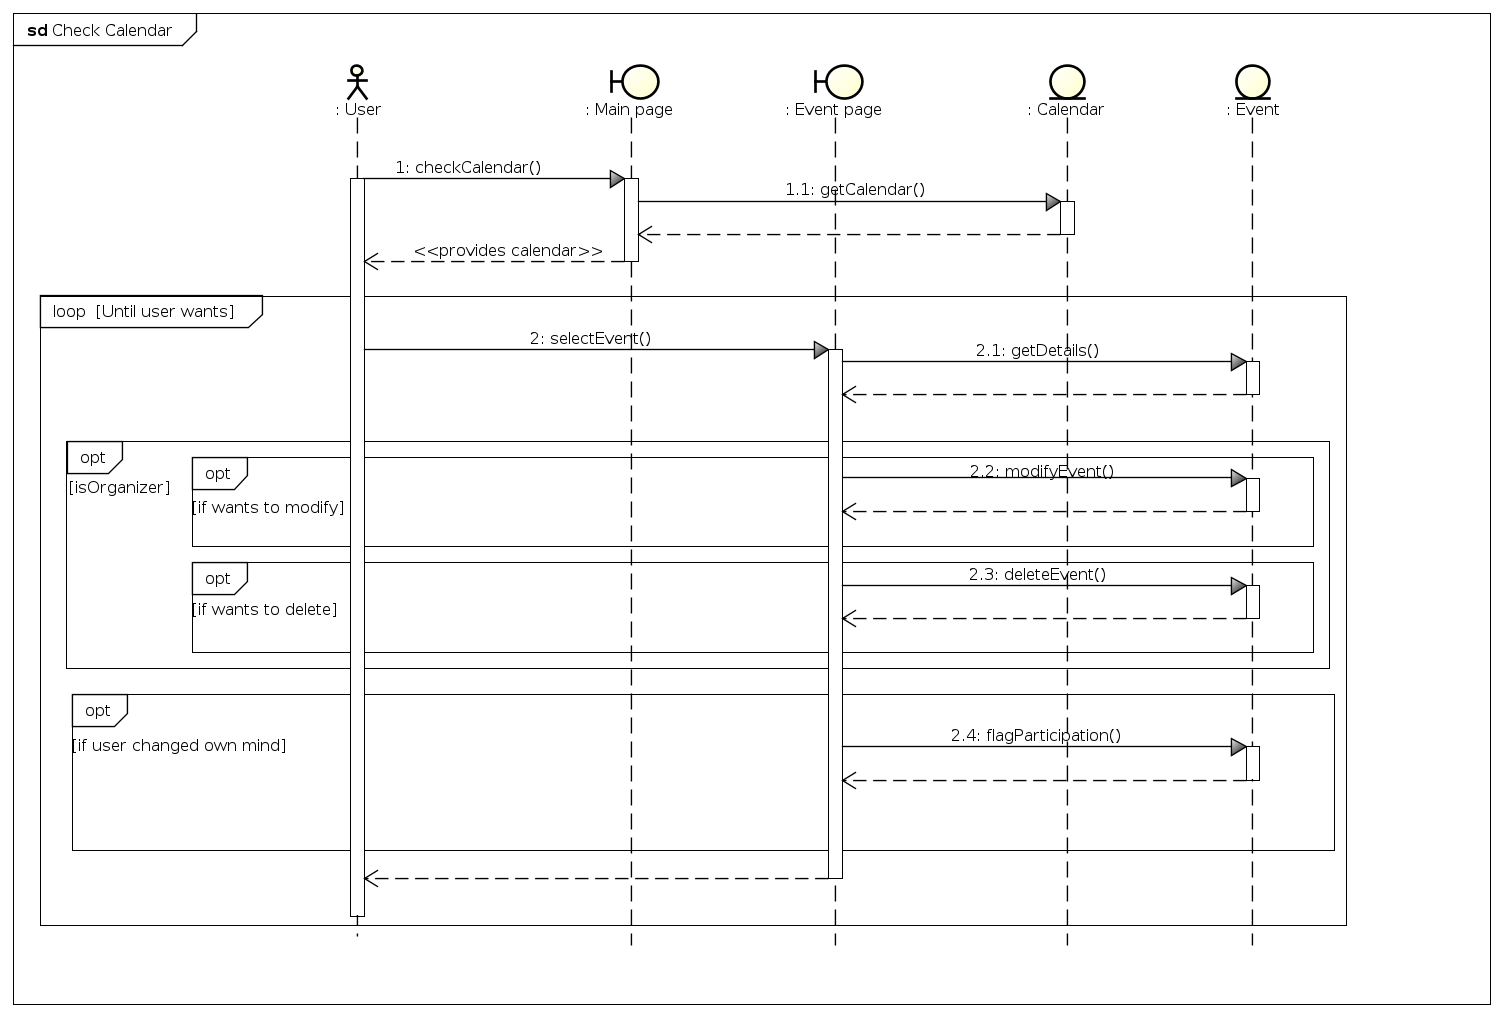 sd Check Calendar
: User
: Main page
: Event page
: Calendar
: Event
1: checkCalendar()
1.1: getCalendar()
<<provides calendar>>
loop [Until user wants]
2: selectEvent()
2.1: getDetails()
opt
[isOrganizer]
opt
[if wants to modify]
2.2: modifyEvent()
opt
[if wants to delete]
2.3: deleteEvent()
opt
[if user changed own mind]
2.4: flagParticipation()